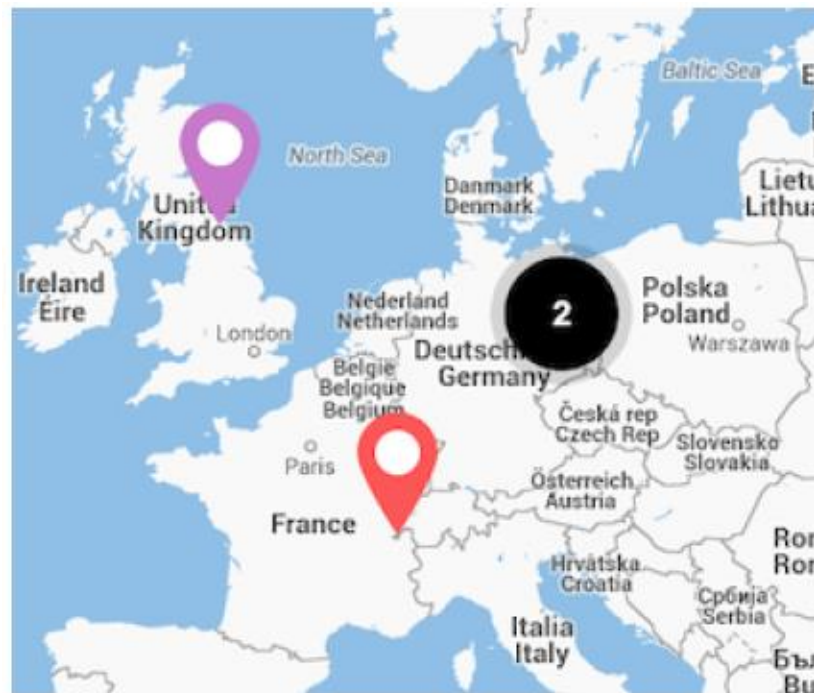 Baltic Sea
North Sea
Danmark
Denmark
United
Kingdom
Ireland
Éire
Polska
Poland
2
Nederland
Netherlands
Warszawa
London
Germany
België
Belgique
Belgium
Česká rep
Czech Rep
Slovensko
Slovakia
Paris
Österreich
Austria
France
Hrvatska
Croatia
Србија
Serbia
Italia
Italy